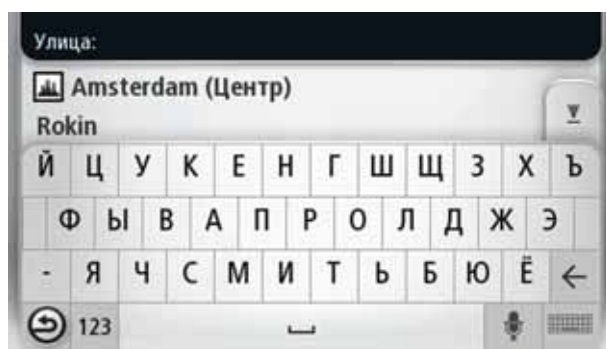 Улица:
Amsterdam (Центр)
Rokin
Й Ц У К Е Н Г Ш Щ З Х Ъ
Ф Ы В А П Р О Л Д Ж Э
- Я Ч С М И Т Ь Б Ю Ё
123